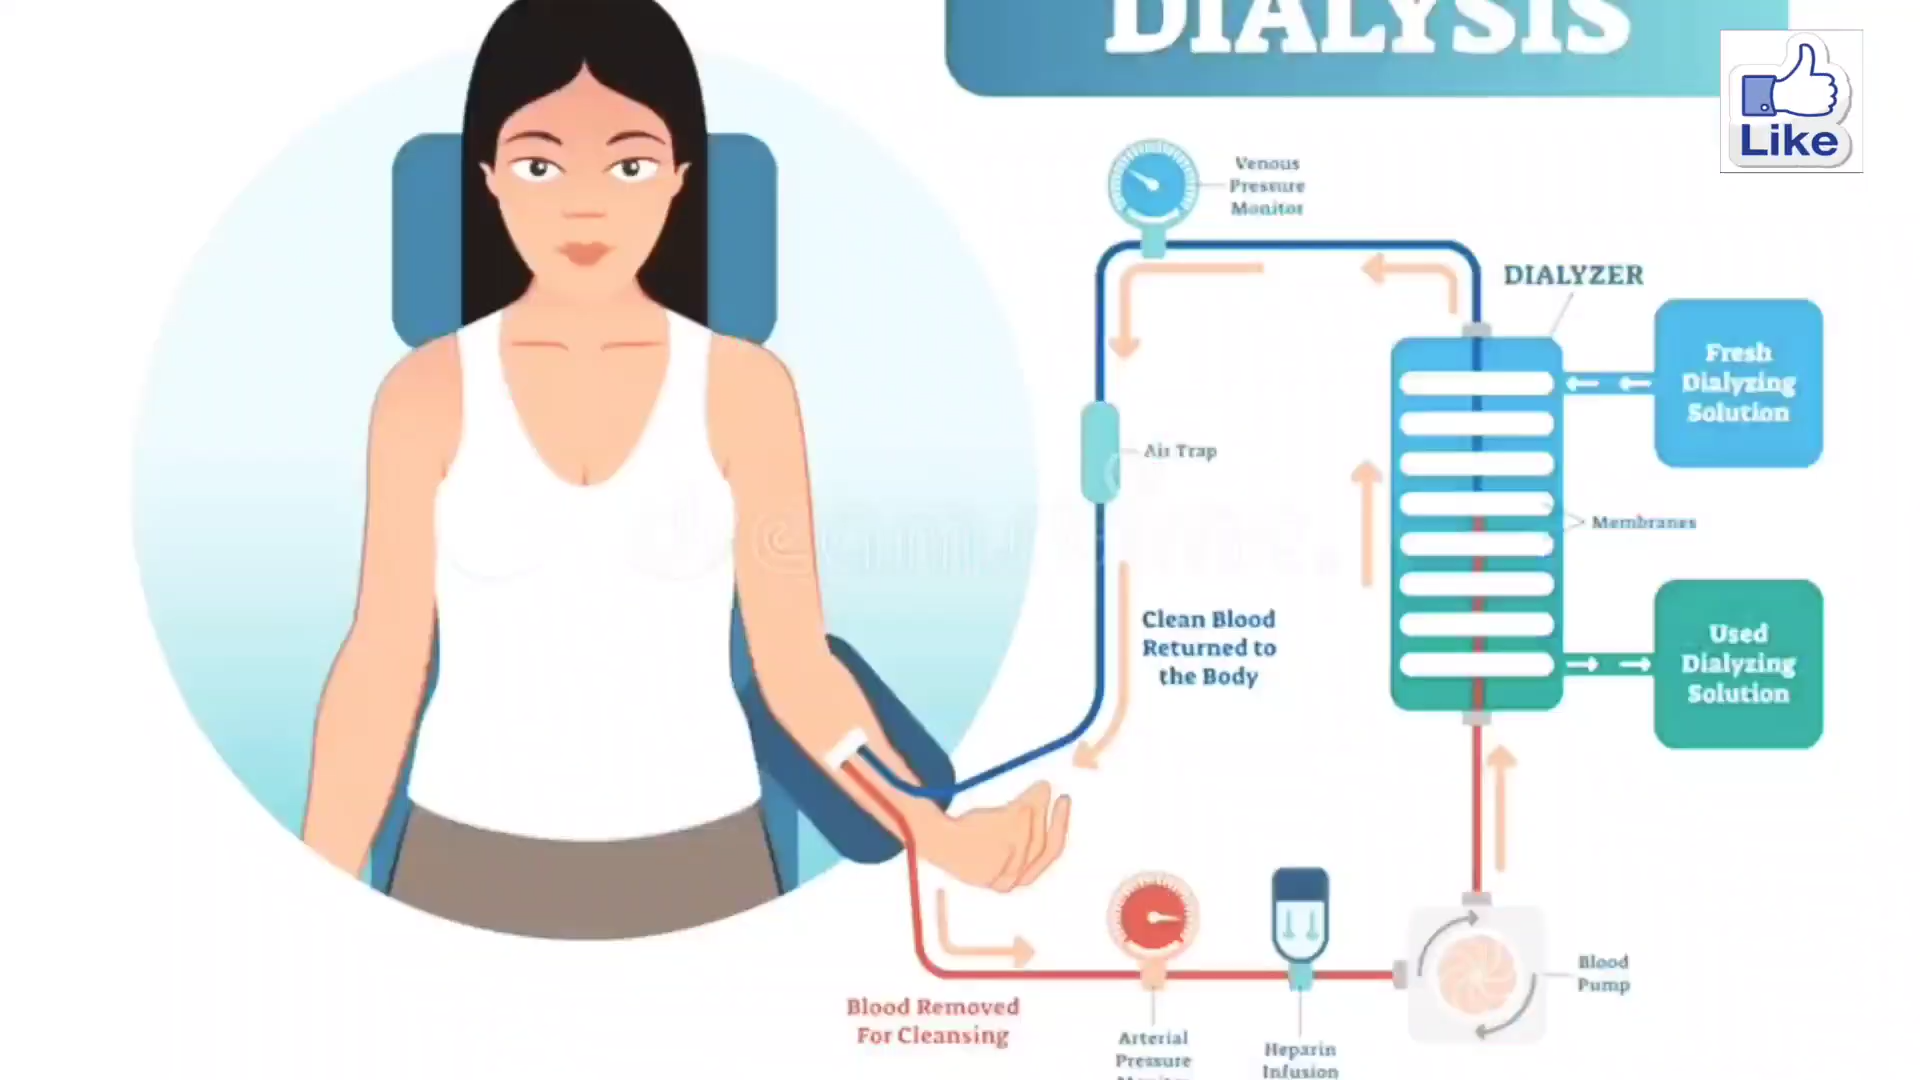 DIALYSIS
Like
Venous
Pressure
Monitor
DIALYZER
Fresh
Dialyzing
Solution
Air Trap
Membranes
Clean Blood
Returned to
the Body
Used
Dialyzing
Solution
Blood
Pump
Blood Removed
For Cleansing
Arterial
Pressure
Heparin
Infusion